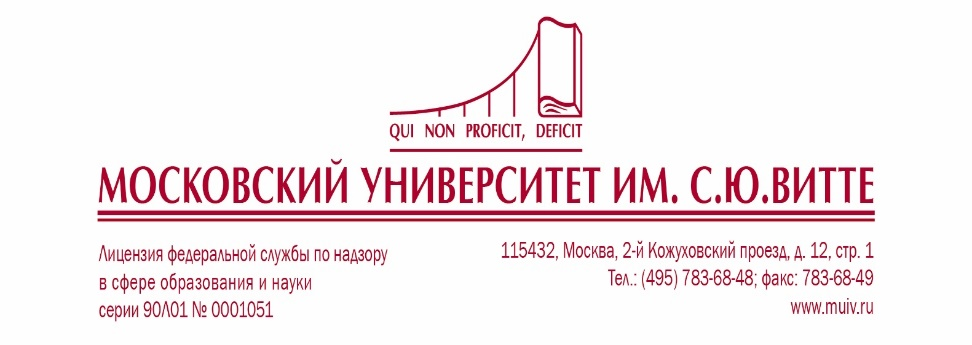 QUI NON PROFICIT, DEFICIT
МОСКОВСКИЙ УНИВЕРСИТЕТ ИМ. С.Ю.ВИТТЕ
Лицензия федеральной службы по надзору
в сфере образования и науки
серии 90Л01 № 0001051
115432, Москва, 2-й Кожуховский проезд, д. 12, стр. 1
Тел.: (495) 783-68-48; факс: 783-68-49
www.muiv.ru